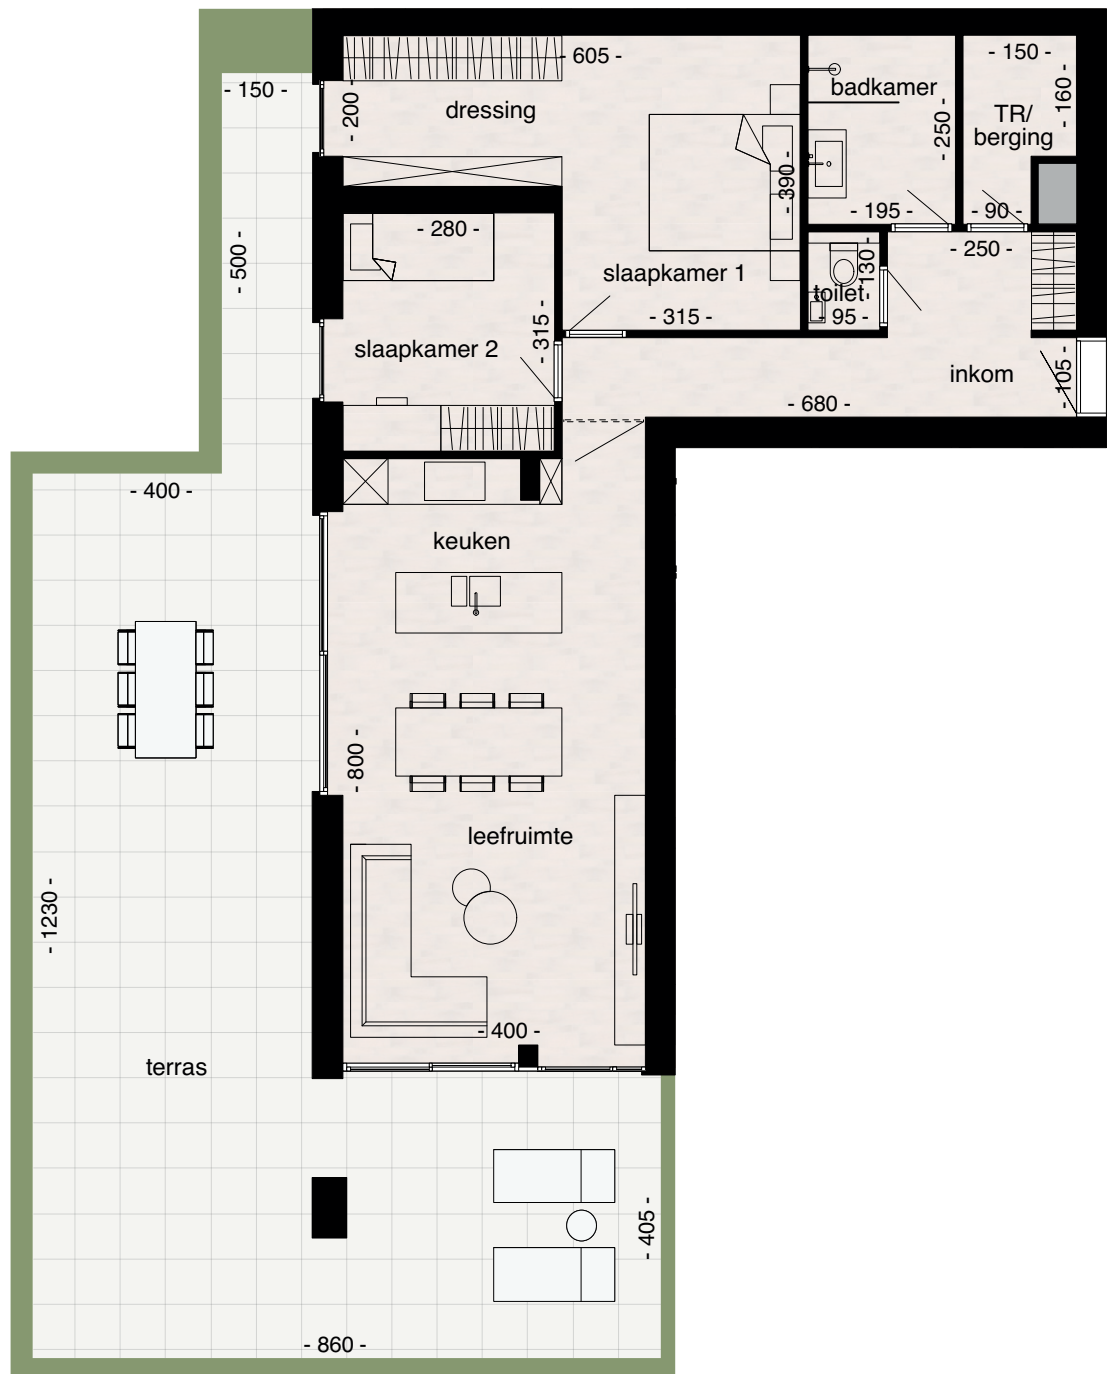 - 605 -
- 150 -
- 150 -
- 200 -
dressing
badkamer
- 160 -
TR/
berging
- 250 -
- 390 -
- 195 -
- 90 -
- 280 -
- 500 -
- 130 -
- 250 -
slaapkamer 1
toilet
- 315 -
- 95 -
- 315 -
slaapkamer 2
inkom
- 105 -
- 680 -
- 400 -
keuken
- 800 -
leefruimte
- 1230 -
- 400 -
terras
- 405 -
- 860 -